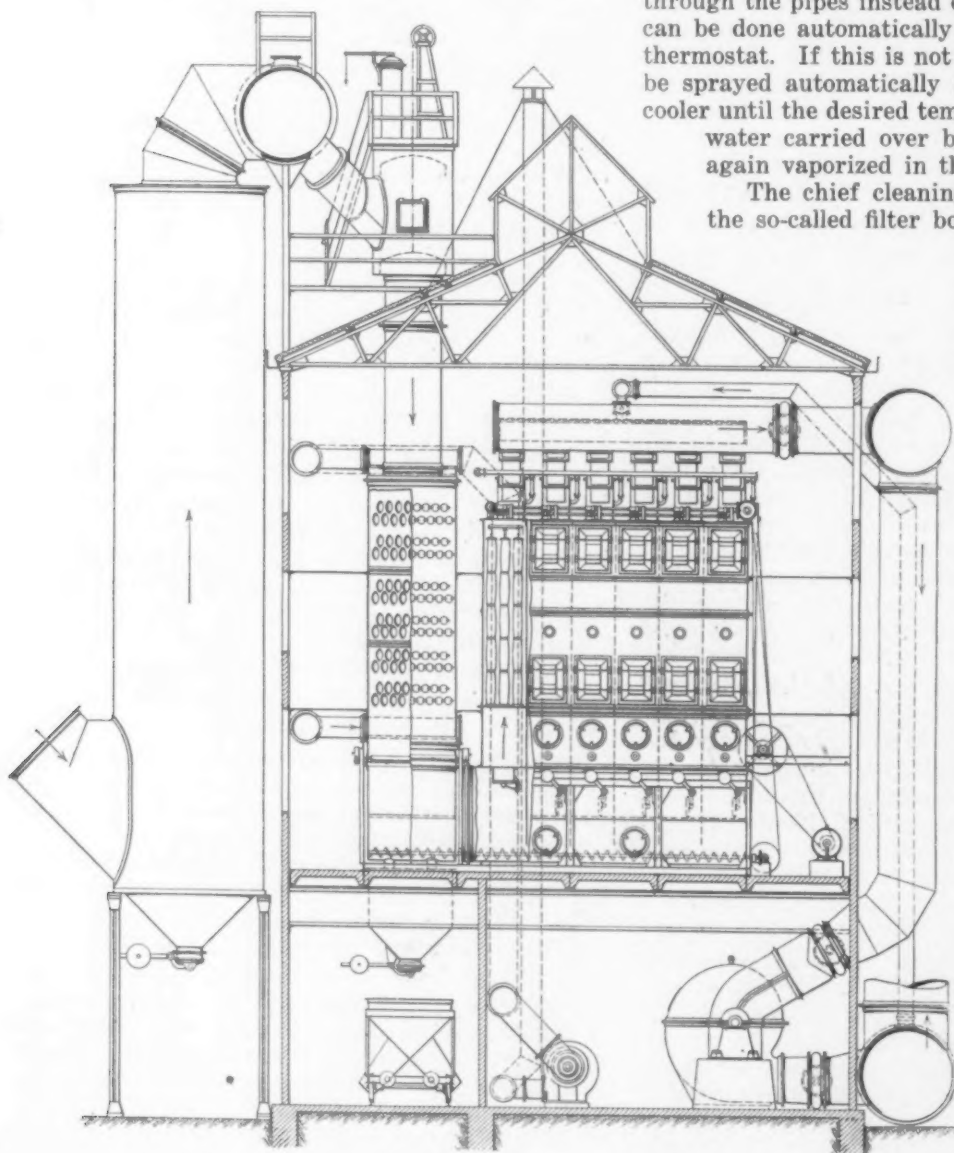 through the pipes instead
can be done automatically
thermostat. If this is not
be sprayed automatically
cooler until the desired tem
water carried over b
again vaporized in th
The chief cleanin
the so-called filter bo